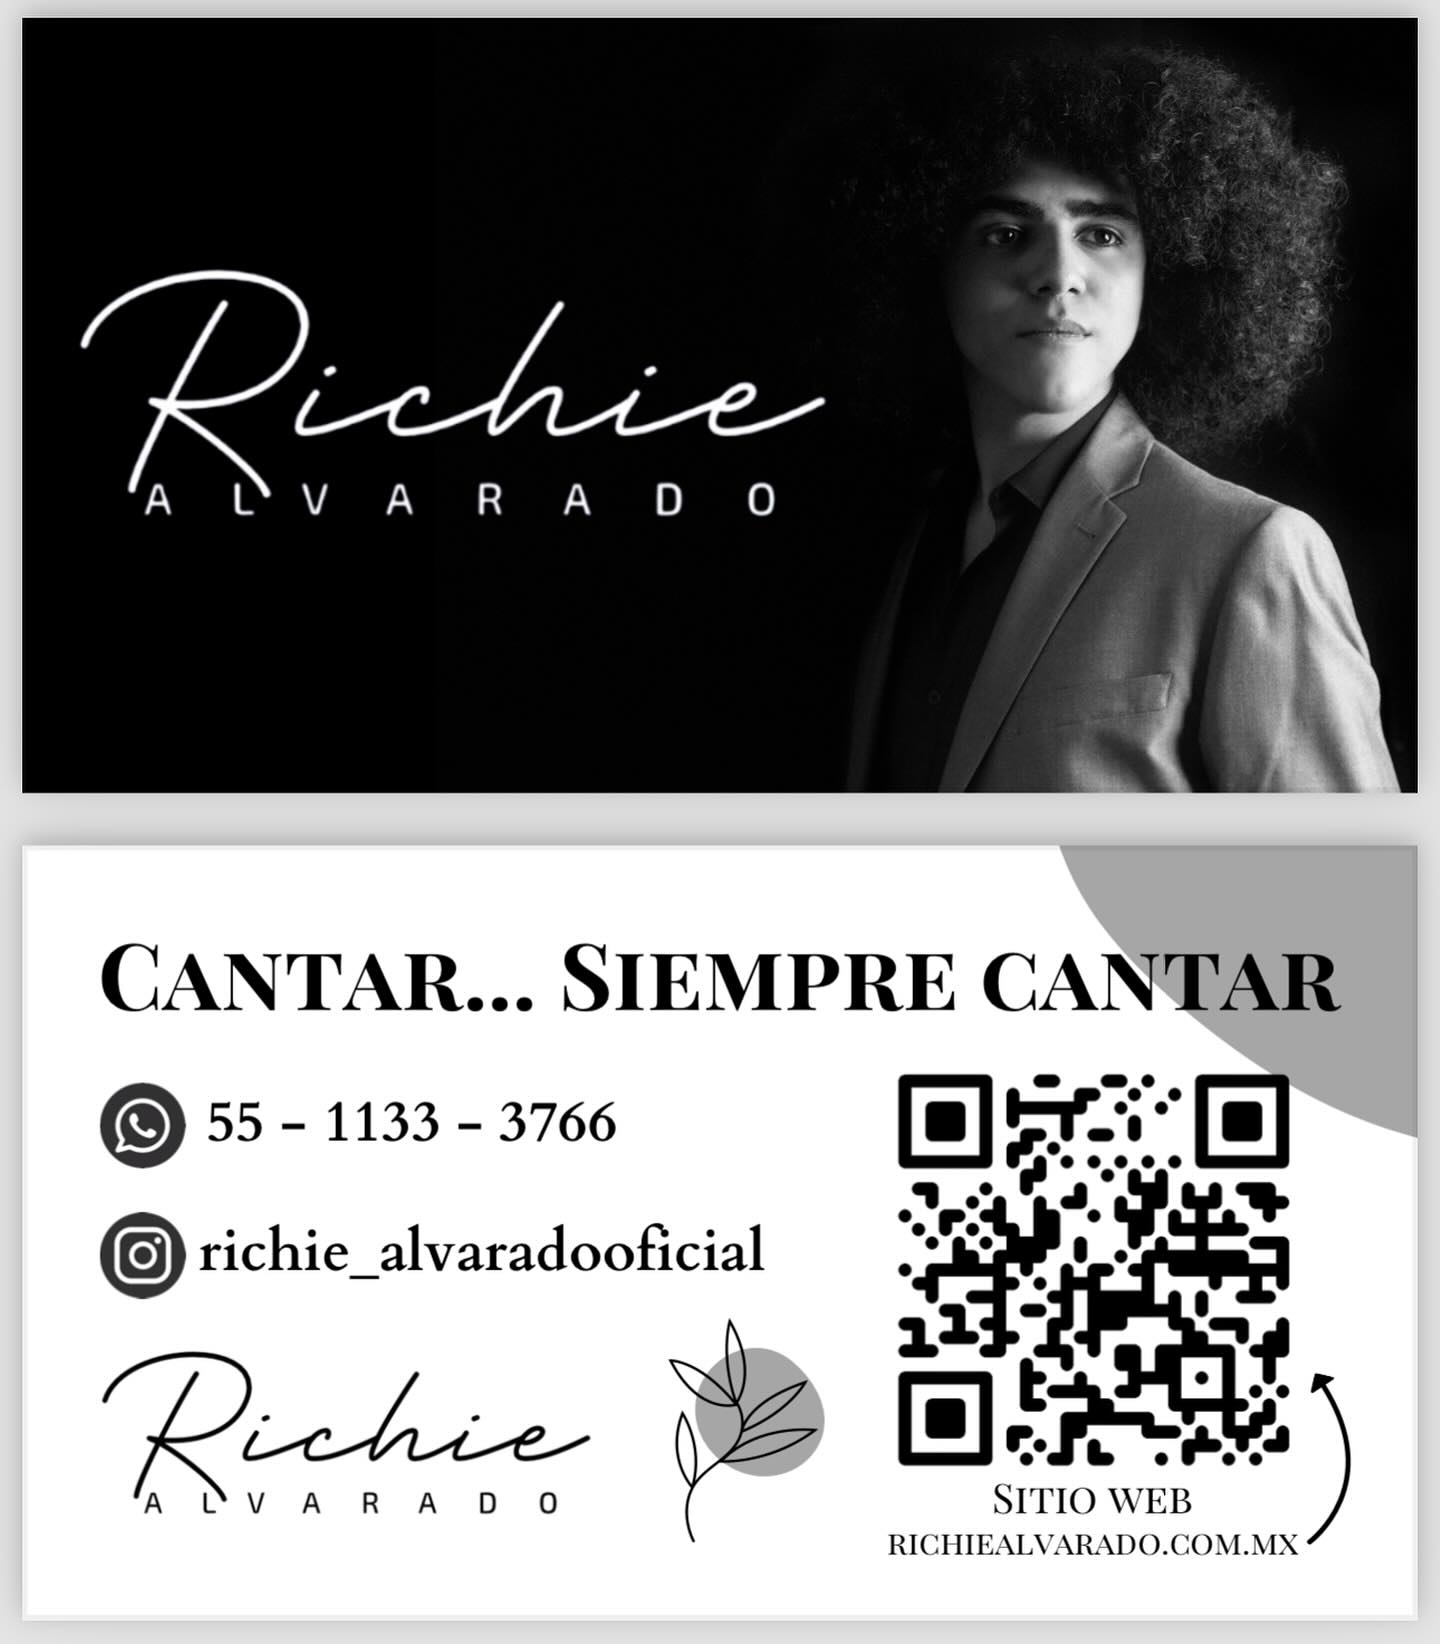 Richie
ALVARADO
Cantar... Siempre cantar
55 - 1133 - 3766
richie_alvaradooficial
Richie
ALVARADO
Sitio web
richiealvarado.com.mx